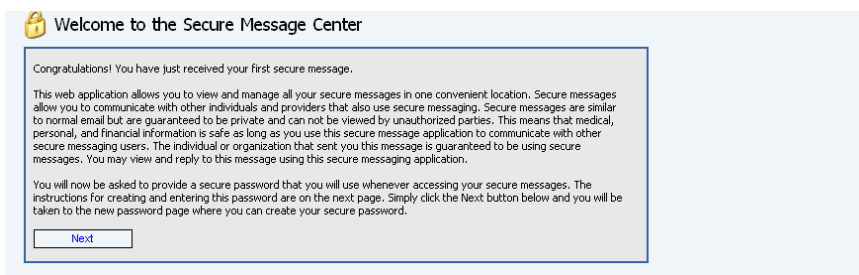 Welcome to the Secure Message Center
Congratulations! You have just received your first secure message.
This web application allows you to view and manage all your secure messages in one convenient location. Secure messages
allow you to communicate with other individuals and providers that also use secure messaging. Secure messages are similar
to normal email but are guaranteed to be private and can not be viewed by unauthorized parties. This means that medical,
personal, and financial information is safe as long as you use this secure message application to communicate with other
secure messaging users. The individual or organization that sent you this message is guaranteed to be using secure
messages. You may view and reply to this message using this secure messaging application.
You will now be asked to provide a secure password that you will use whenever accessing your secure messages. The
instructions for creating and entering this password are on the next page. Simply click the Next button below and you will be
taken to the new password page where you can create your secure password.
Next